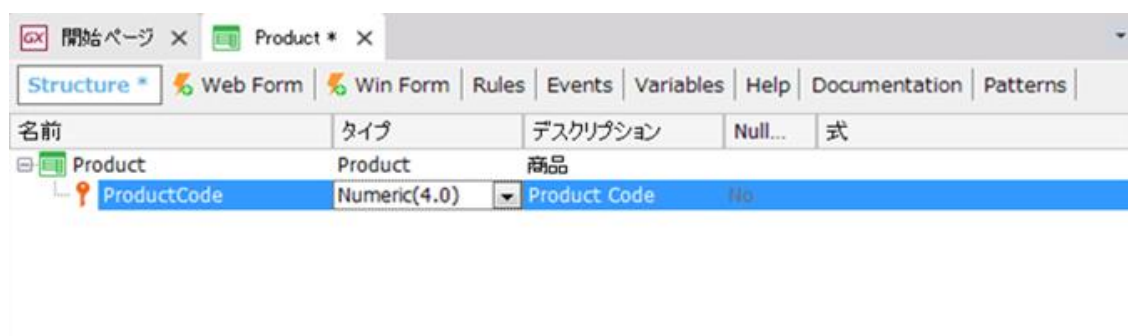 GX 開始ページ × Product * ×
Structure * Web Form Win Form Rules Events Variables Help Documentation Patterns
名前 タイプ デスクリプション Null... 式
Product Product 商品
ProductCode Numeric(4.0) Product Code No